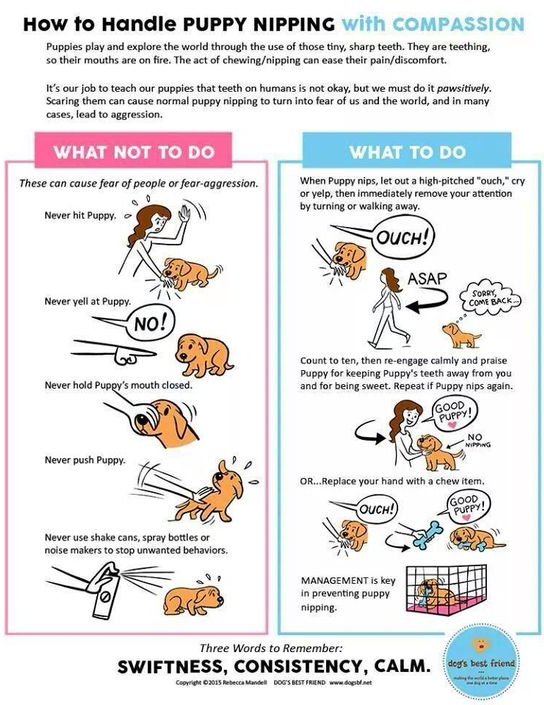 How to Handle PUPPY NIPPING with COMPASSION
Puppies play and explore the world through the use of those tiny, sharp teeth. They are teething,
so their mouths are on fire. The act of chewing/nipping can ease their pain/discomfort.
It's our job to teach our puppies that teeth on humans is not okay, but we must do it pawsitively.
Scaring them can cause normal puppy nipping to turn into fear of us and the world, and in many
cases, lead to aggression.
WHAT NOT TO DO
These can cause fear of people or fear-aggression.
Never hit Puppy.
Never yell at Puppy.
NO!
Never hold Puppy's mouth closed.
Never push Puppy.
Never use shake cans, spray bottles or
noise makers to stop unwanted behaviors.
WHAT TO DO
When Puppy nips, let out a high-pitched "ouch," cry
or yelp, then immediately remove your attention
by turning or walking away.
OUCH!
ASAP
SORRY,
COME BACK...
Count to ten, then re-engage calmly and praise
Puppy for keeping Puppy's teeth away from you
and for being sweet. Repeat if Puppy nips again.
GOOD
PUPPY!
NO
NIPPING
OR...Replace your hand with a chew item.
OUCH!
GOOD
PUPPY!
MANAGEMENT is key
in preventing puppy
nipping.
Three Words to Remember:
SWIFTNESS, CONSISTENCY, CALM.
Copyright ©2015 Rebecca Mandell DOG'S BEST FRIEND www.dogsbf.net
dog's best friend
making the world a better place
one dog at a time